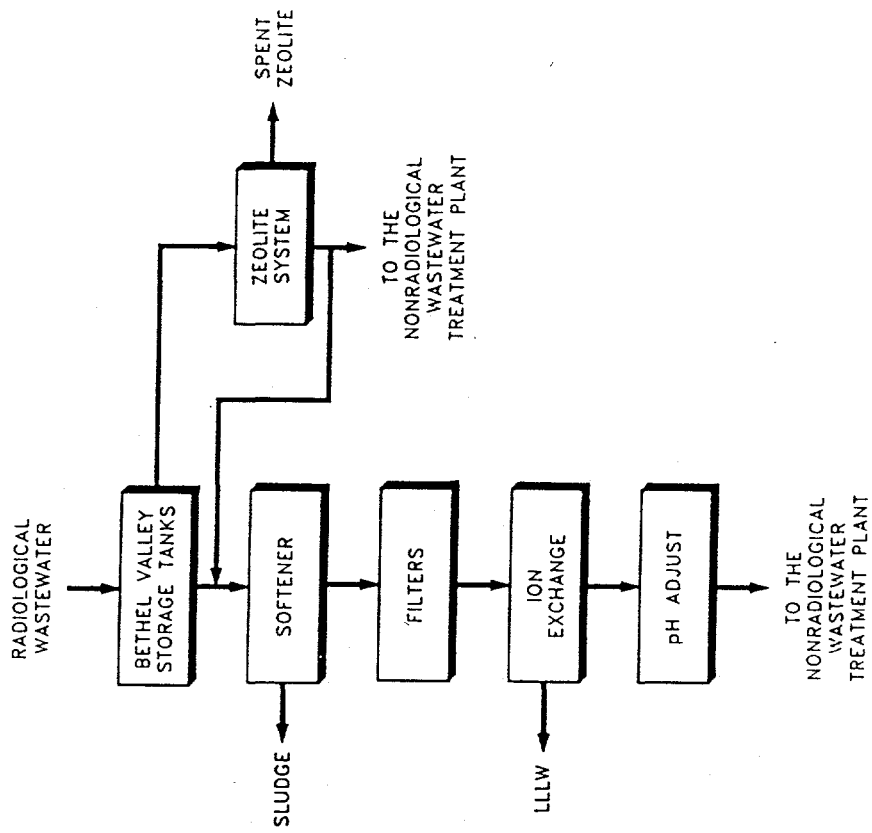 RADIOLOGICAL
WASTEWATER
BETHEL VALLEY
STORAGE TANKS
ZEOLITE
SYSTEM
SPENT
ZEOLITE
TO THE
NONRADIOLOGICAL
WASTEWATER
TREATMENT PLANT
SOFTENER
SLUDGE
FILTERS
ION
EXCHANGE
LLLW
pH ADJUST
TO THE
NONRADIOLOGICAL
WASTEWATER
TREATMENT PLANT